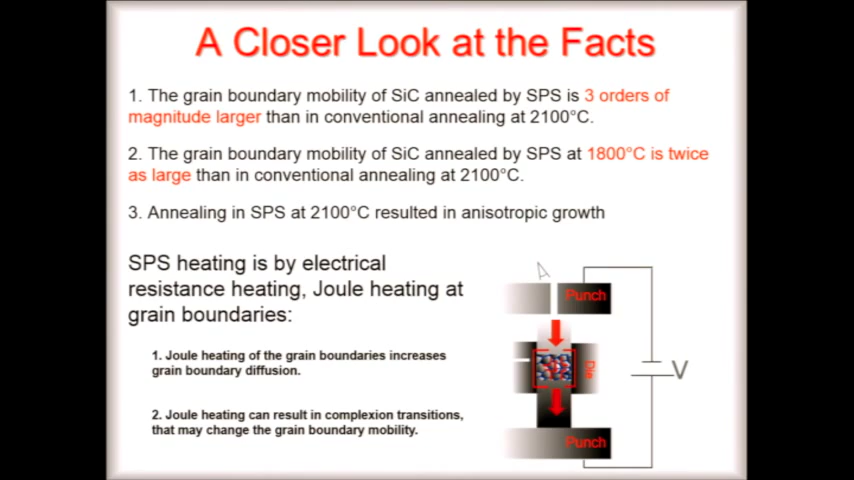 A Closer Look at the Facts
1. The grain boundary mobility of SiC annealed by SPS is 3 orders of
magnitude larger than in conventional annealing at 2100°C.
2. The grain boundary mobility of SiC annealed by SPS at 1800°C is twice
as large than in conventional annealing at 2100°C.
3. Annealing in SPS at 2100°C resulted in anisotropic growth
SPS heating is by electrical
resistance heating, Joule heating at
grain boundaries:
1. Joule heating of the grain boundaries increases
grain boundary diffusion.
2. Joule heating can result in complexion transitions,
that may change the grain boundary mobility.
Punch
Die
V
Punch